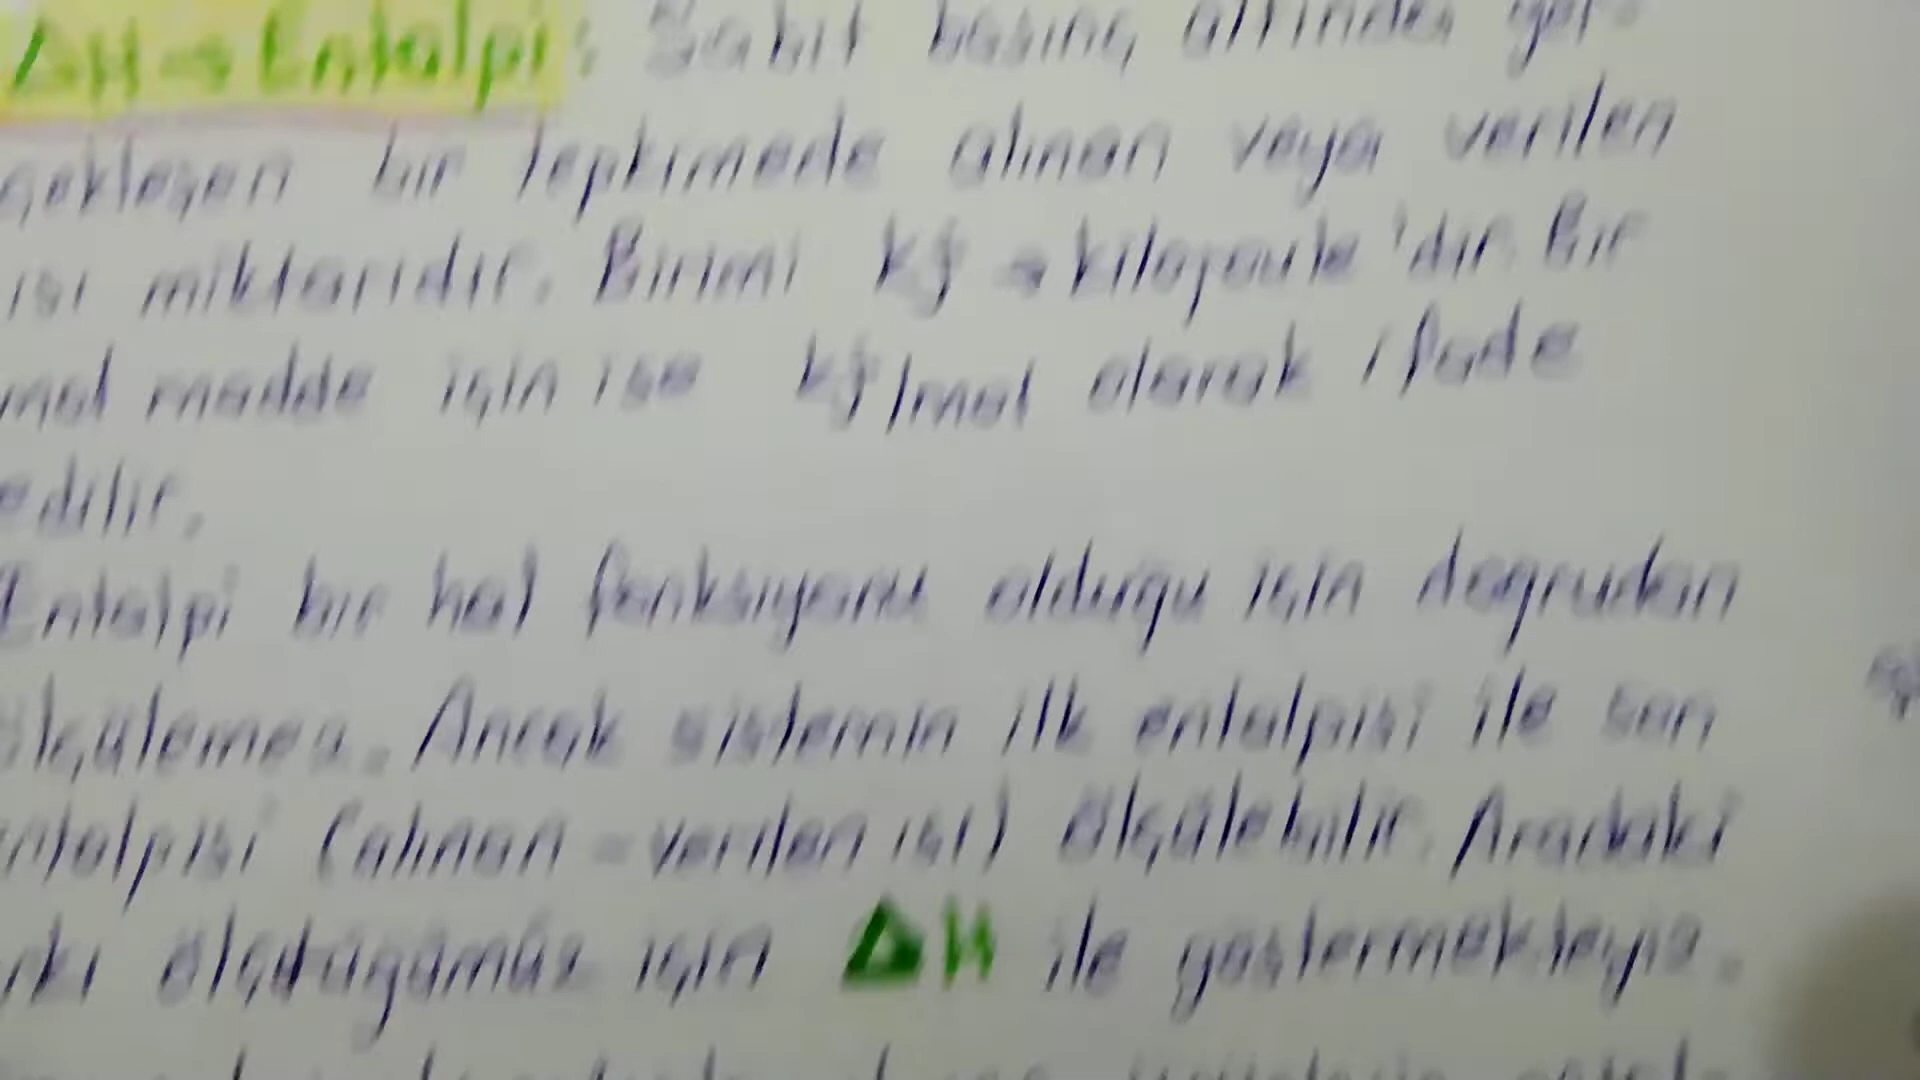 ΔH → Entalpi: Sabit basınç altında ger-
çekleşen bir tepkimede alınan veya verilen
ısı miktarıdır. Birimi kJ → kilojoule'dür. Bir
mol madde için ise kJ/mol olarak ifade
edilir.
Entalpi bir hal fonksiyonu olduğu için doğrudan
ölçülemez. Ancak sistemin ilk entalpisi ile son
entalpisi (alınan - verilen ısı) ölçülebilir. Aradaki
ölçtüğümüz için ΔH ile göstermekteyiz.